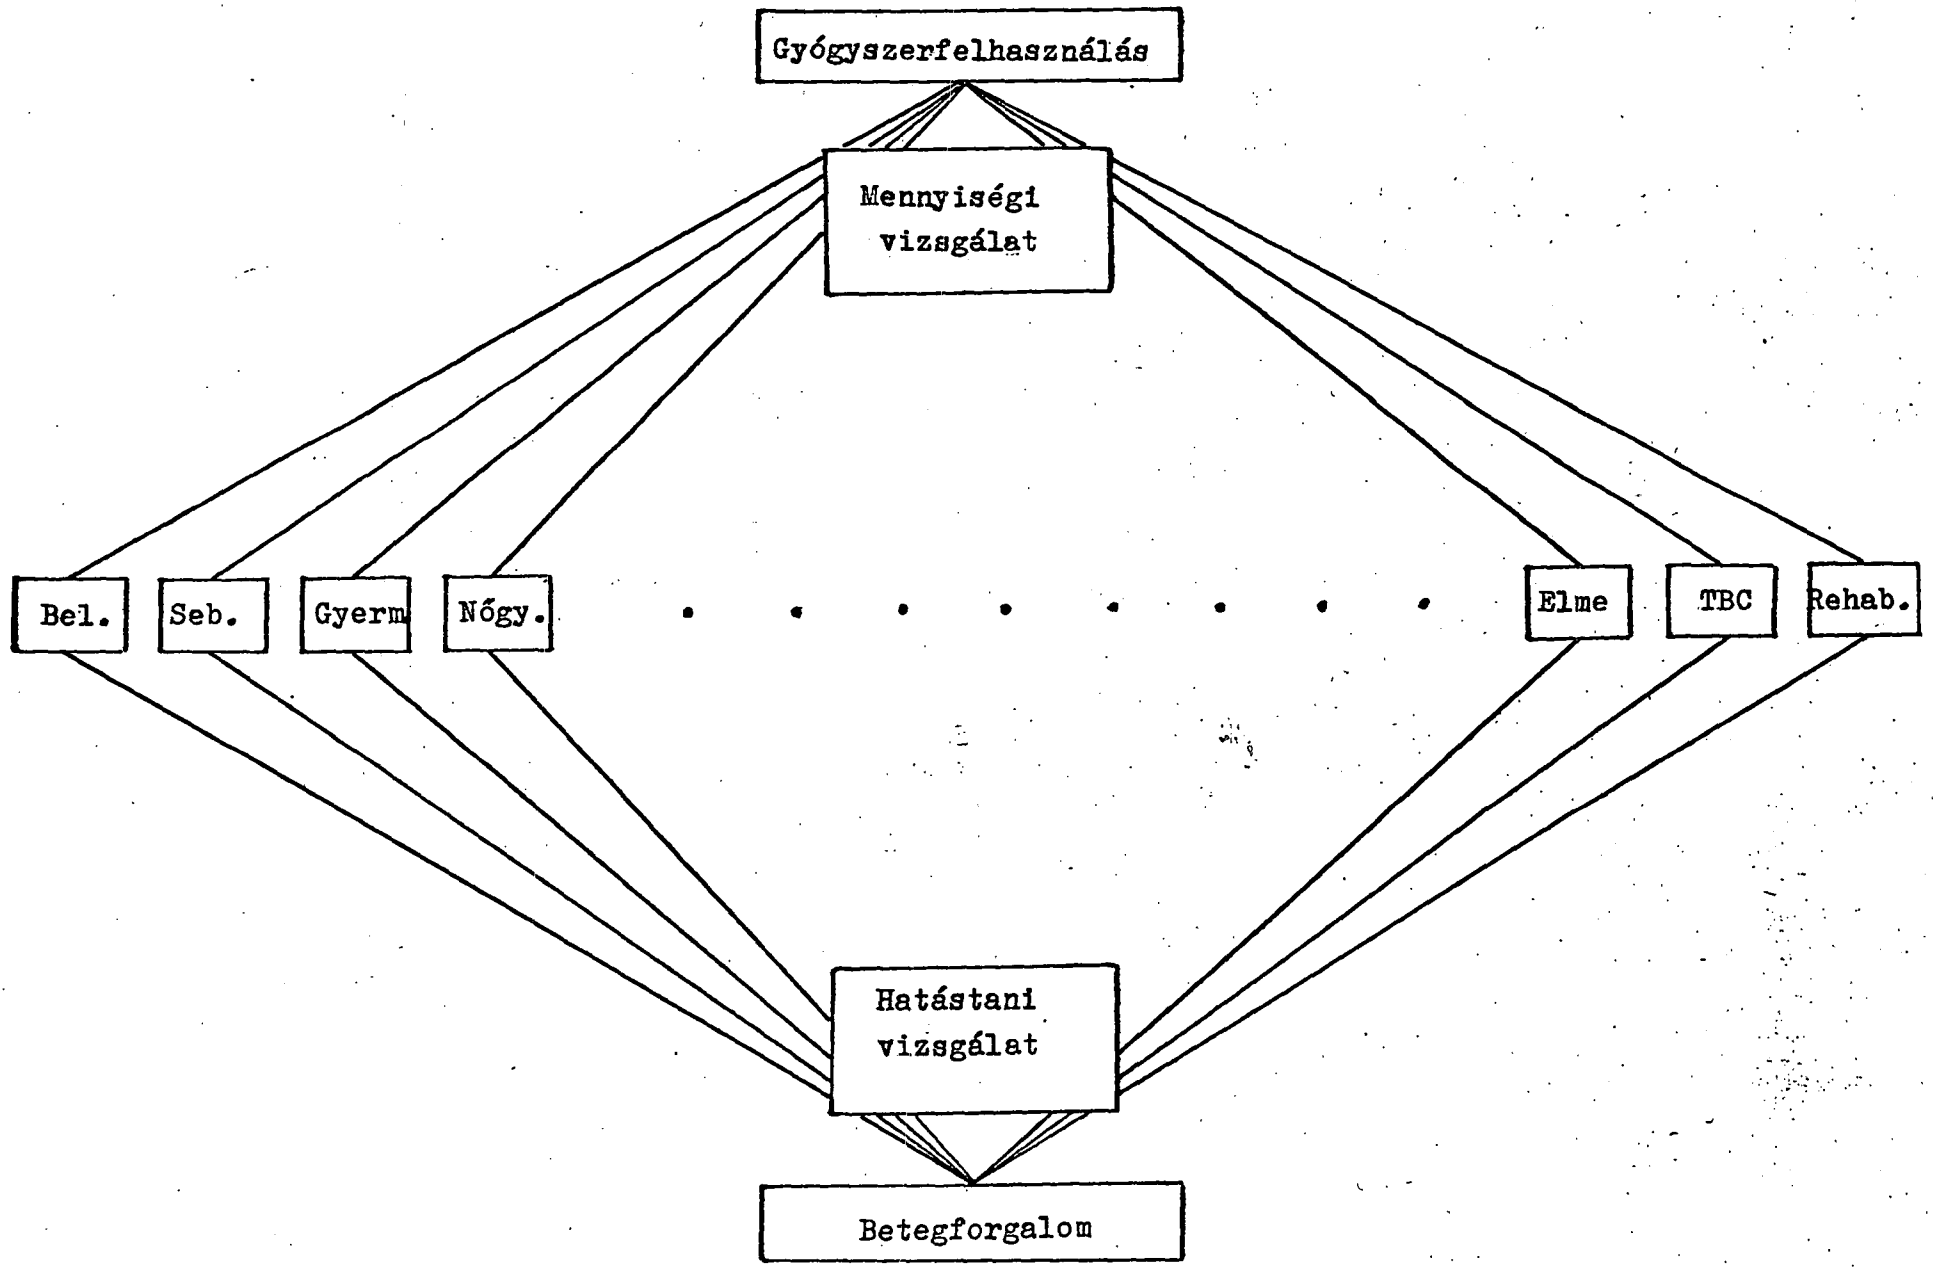 Gyógyszerfelhasználás
Mennyiségi
vizsgálat
Bel.
Seb.
Gyerm
Nőgy.
Elme
TBC
Rehab.
Hatástani
vizsgálat
Betegforgalom